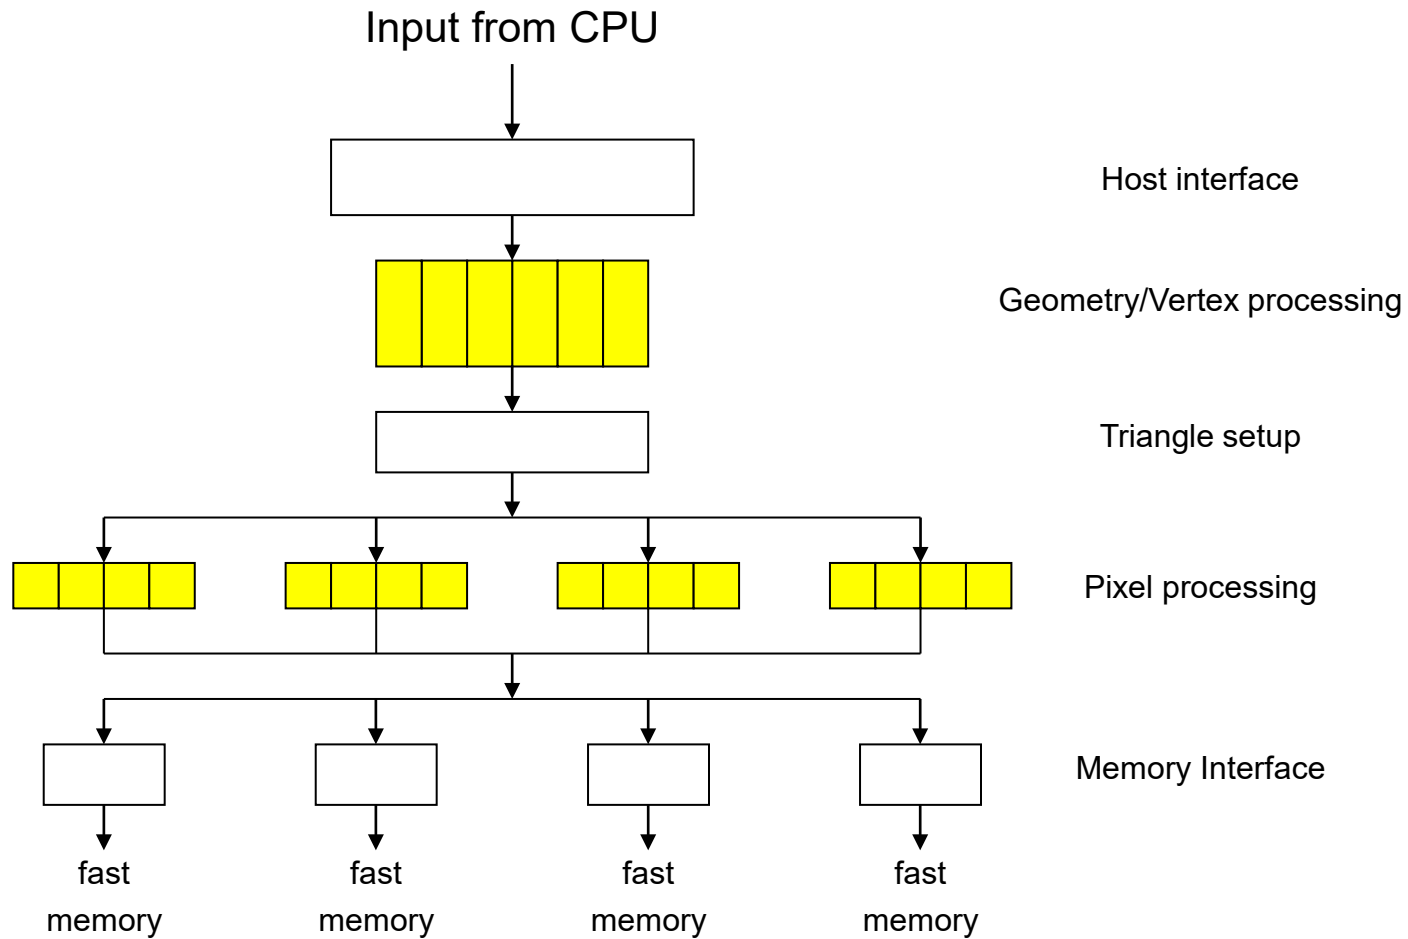 Input from CPU
Host interface
Geometry/Vertex processing
Triangle setup
Pixel processing
Memory Interface
fast
memory
fast
memory
fast
memory
fast
memory